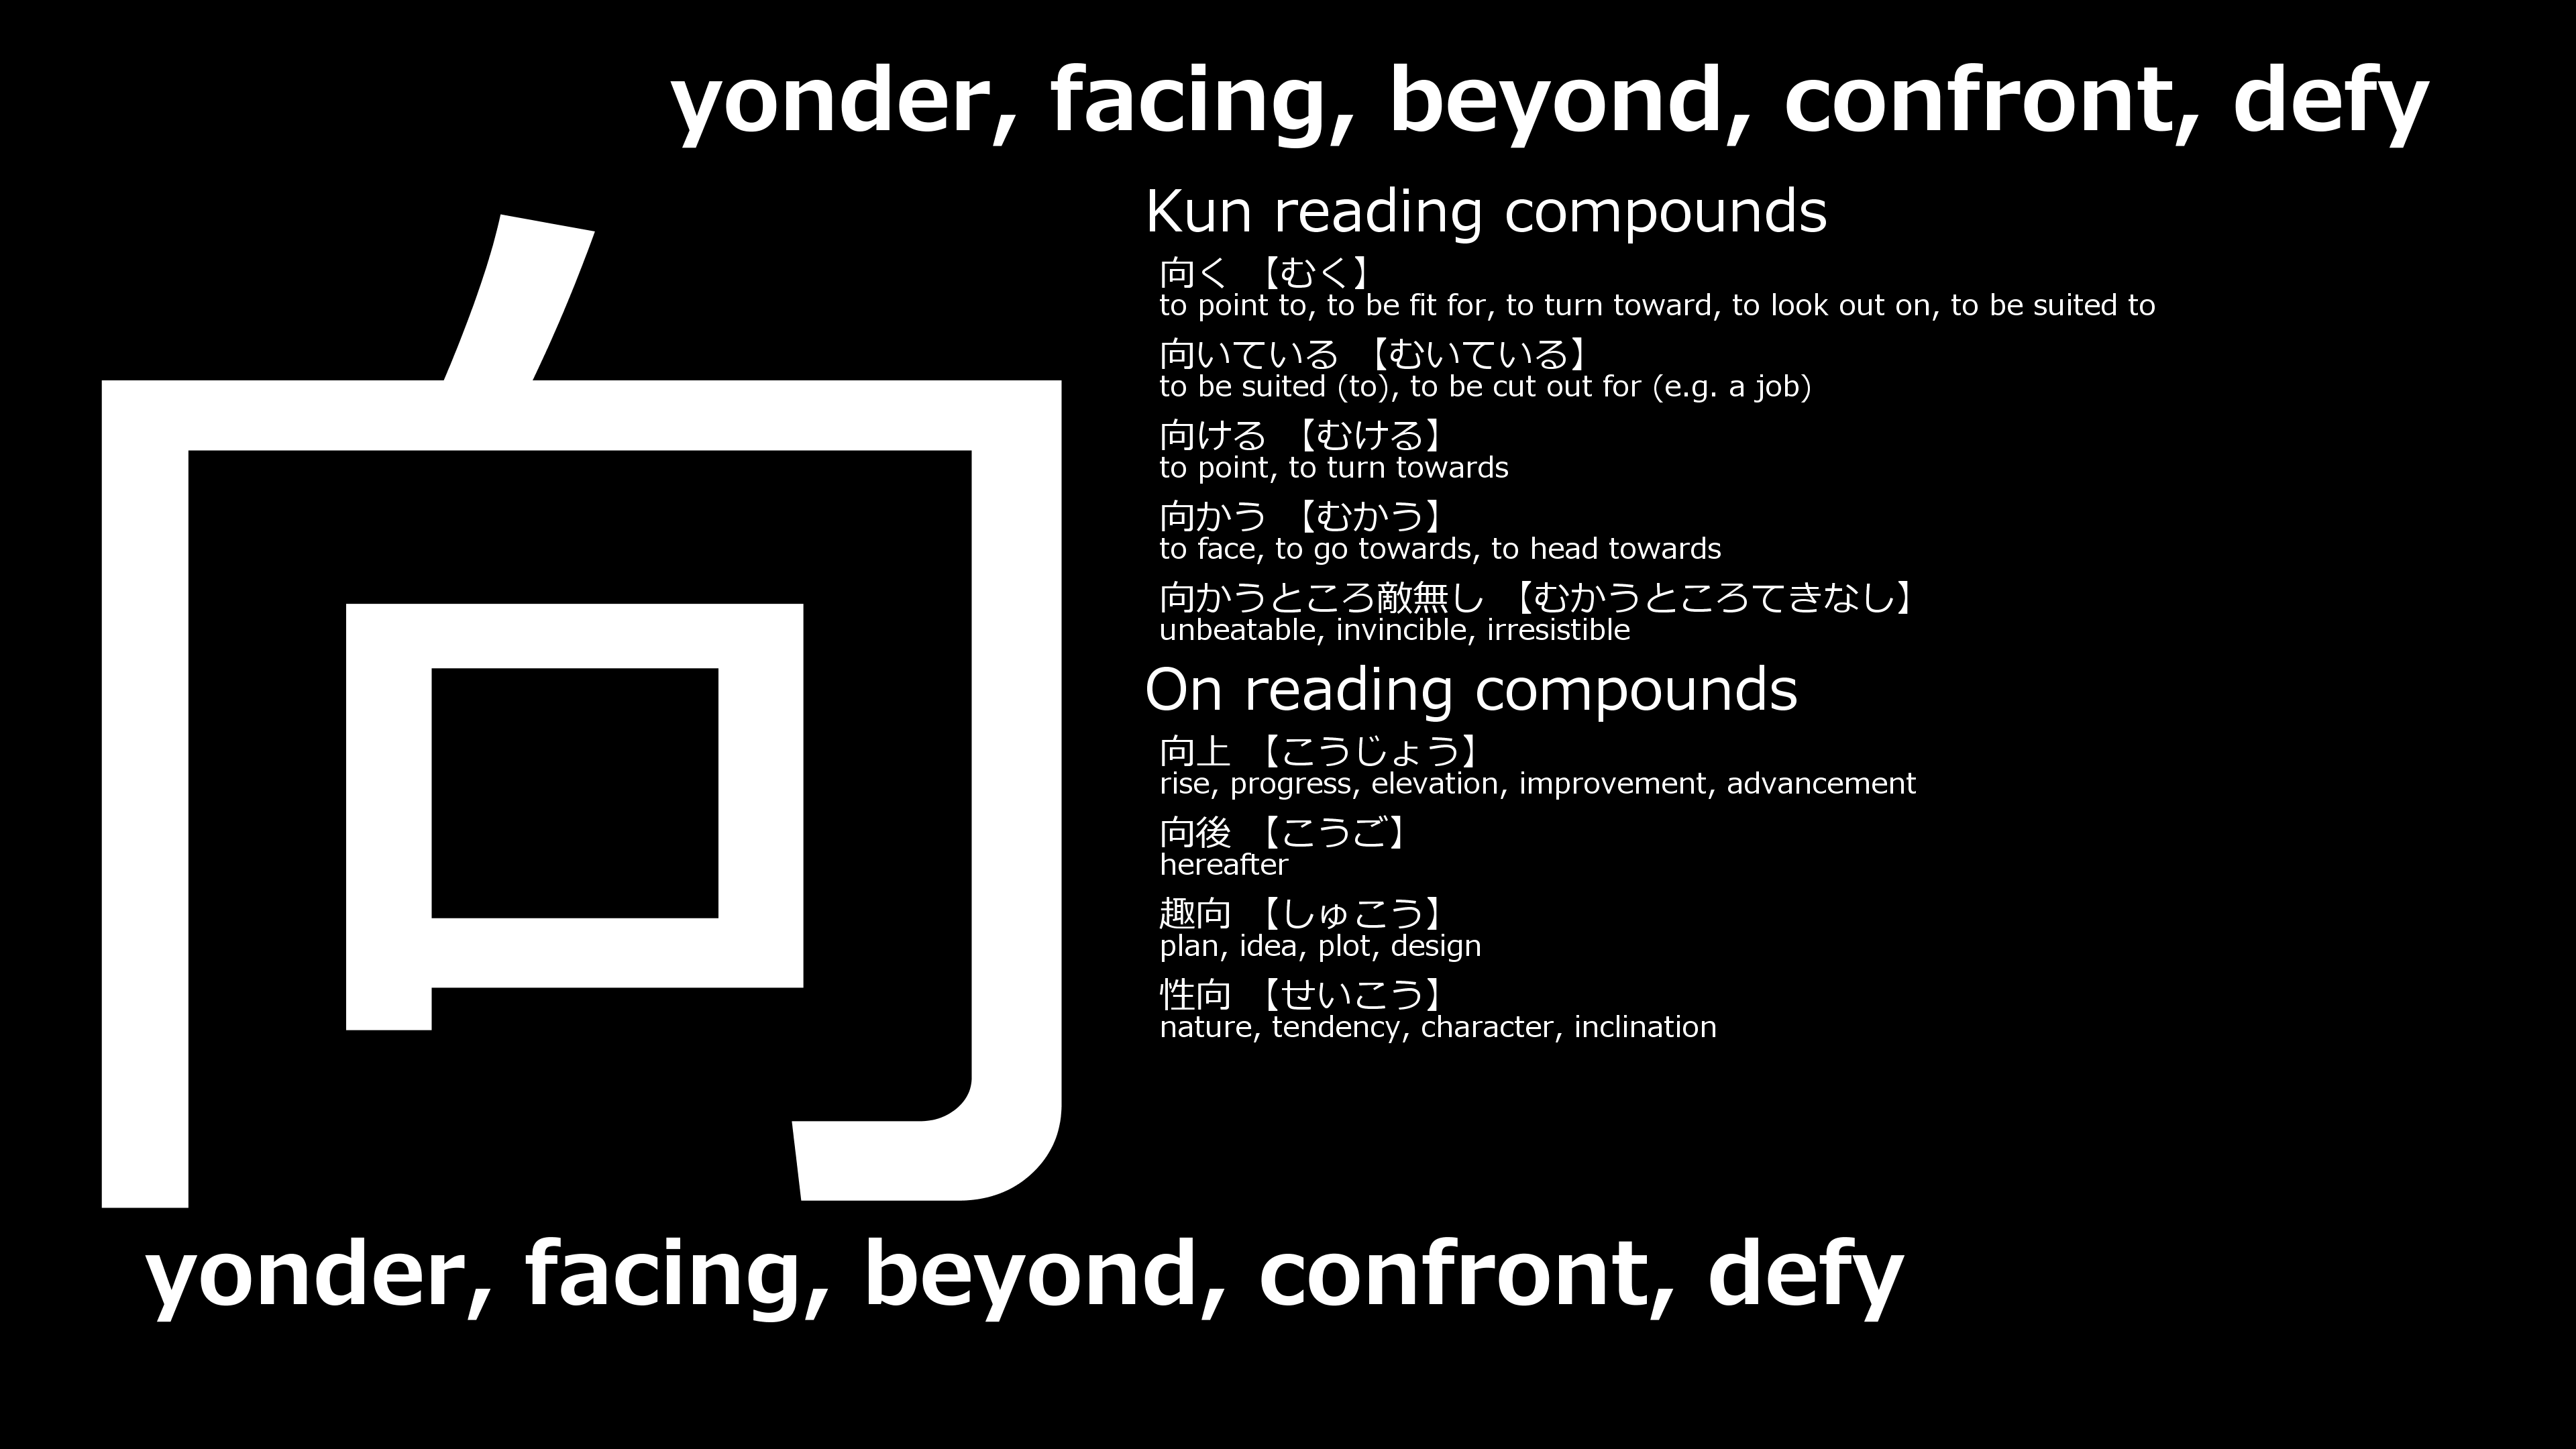 yonder, facing, beyond, confront, defy
向
Kun reading compounds
向く 【むく】
to point to, to be fit for, to turn toward, to look out on, to be suited to
向いている 【むいている】
to be suited (to), to be cut out for (e.g. a job)
向ける 【むける】
to point, to turn towards
向かう 【むかう】
to face, to go towards, to head towards
向かうところ敵無し 【むかうところてきなし】
unbeatable, invincible, irresistible
On reading compounds
向上 【こうじょう】
rise, progress, elevation, improvement, advancement
向後 【こうご】
hereafter
趣向 【しゅこう】
plan, idea, plot, design
性向 【せいこう】
nature, tendency, character, inclination
yonder, facing, beyond, confront, defy